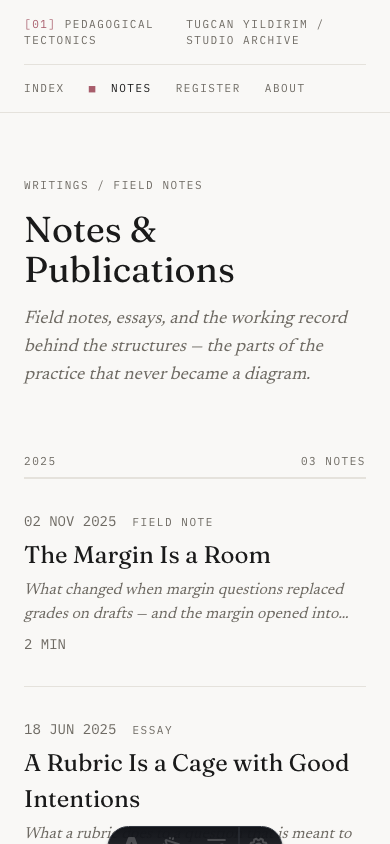 [01] PEDAGOGICAL TECTONICS
TUGCAN YILDIRIM / STUDIO ARCHIVE
INDEX ■ NOTES REGISTER ABOUT
WRITINGS / FIELD NOTES
Notes &
Publications
Field notes, essays, and the working record
behind the structures — the parts of the
practice that never became a diagram.
2025 03 NOTES
02 NOV 2025 FIELD NOTE
The Margin Is a Room
What changed when margin questions replaced
grades on drafts — and the margin opened into…
2 MIN
18 JUN 2025 ESSAY
A Rubric Is a Cage with Good
Intentions
What a is meant to